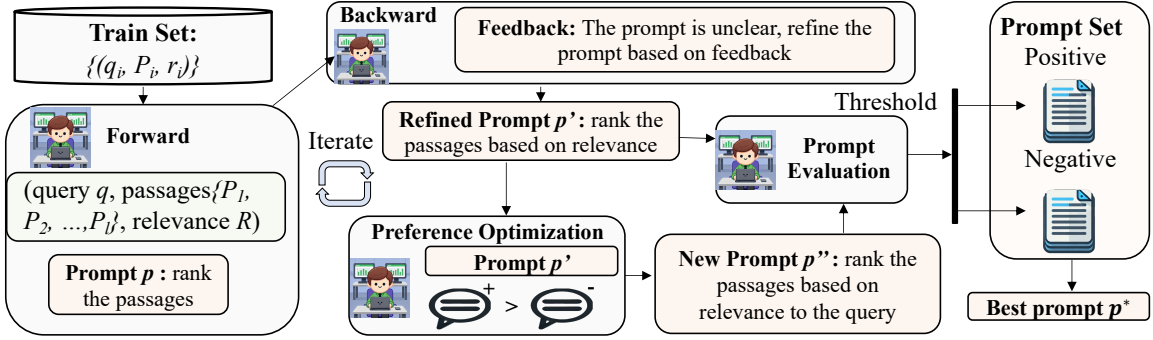 Train Set:
{(qi, Pi, ri)}
Forward
(query q, passages{P1,
P2, ...,Pl}, relevance R)
Prompt p : rank
the passages
Backward
Feedback: The prompt is unclear, refine the
prompt based on feedback
Iterate
Refined Prompt p’ : rank the
passages based on relevance
Preference Optimization
Prompt p’
+ > -
New Prompt p’’ : rank the
passages based on
relevance to the query
Prompt
Evaluation
Threshold
Prompt Set
Positive
Negative
Best prompt p*